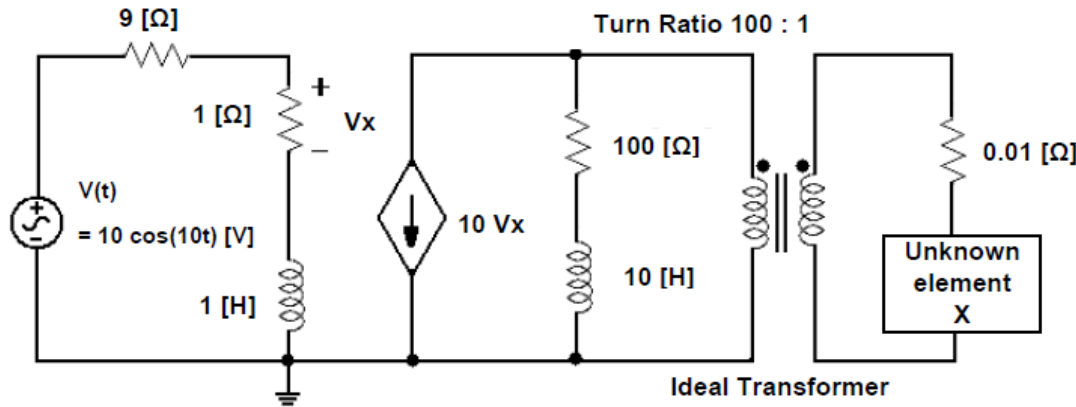 9 [Ω]
Turn Ratio 100 : 1
1 [Ω]
+
Vx
–
100 [Ω]
0.01 [Ω]
V(t)
= 10 cos(10t) [V]
+
–
10 Vx
1 [H]
10 [H]
Unknown
element
X
Ideal Transformer